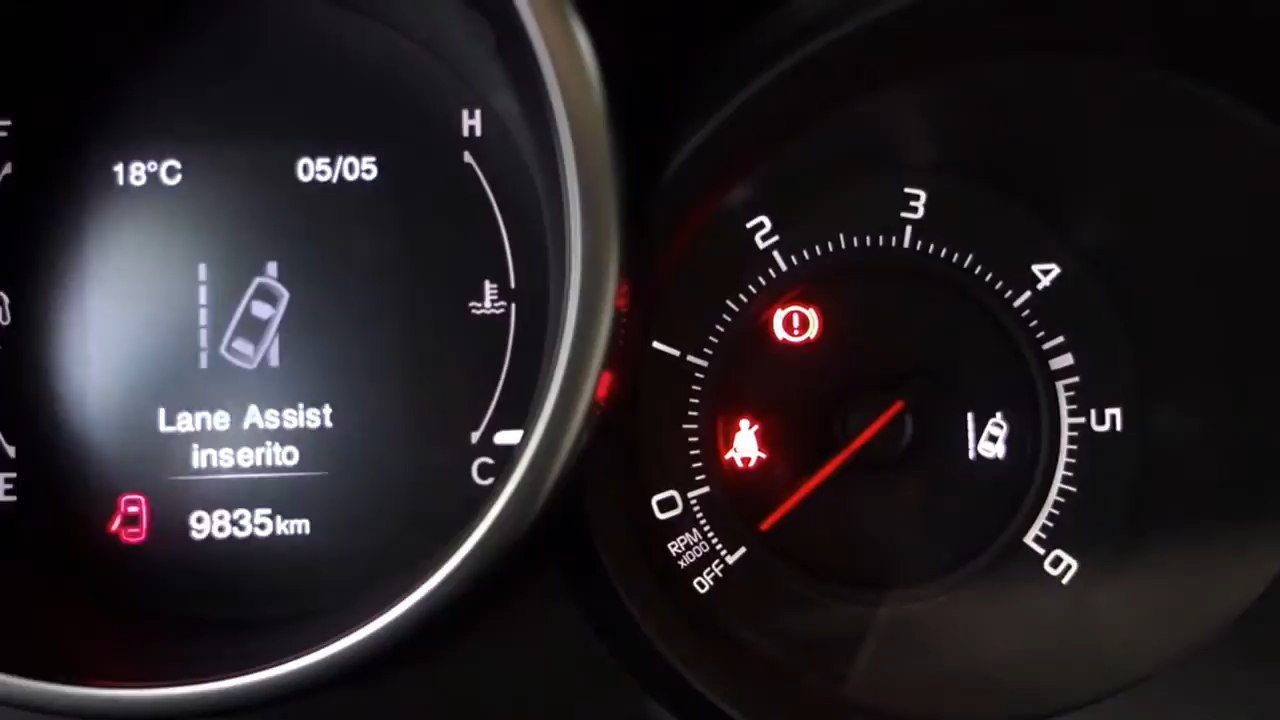 F
E
18°C 05/05
H
C
Lane Assist
inserito
9835km
OFF
RPM
x1000
0
2
3
4
5
6